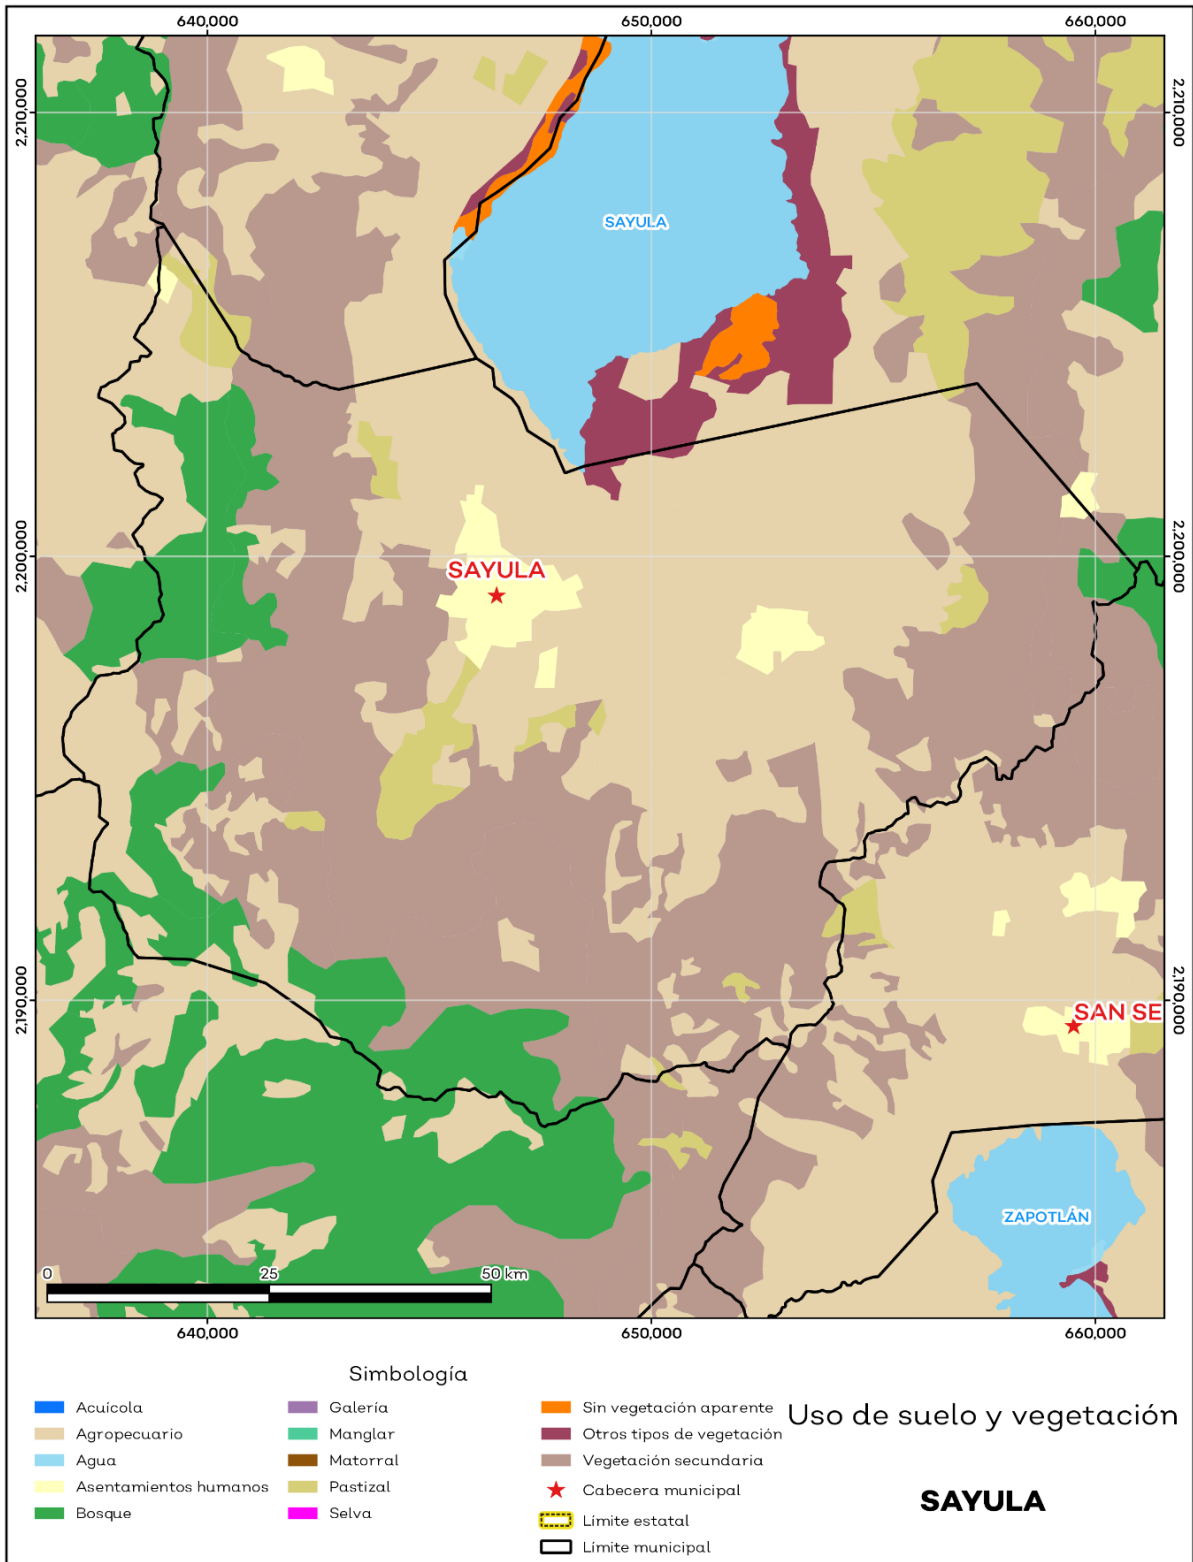 640,000
650,000
660,000
2,210,000
2,210,000
SAYULA
2,200,000
2,200,000
SAYULA
2,190,000
2,190,000
SAN SE
ZAPOTLÁN
0
25
50 km
640,000
650,000
660,000
Simbología
Acuícola
Agropecuario
Agua
Asentamientos humanos
Bosque
Galería
Manglar
Matorral
Pastizal
Selva
Sin vegetación aparente
Otros tipos de vegetación
Vegetación secundaria
Cabecera municipal
Límite estatal
Límite municipal
Uso de suelo y vegetación
SAYULA